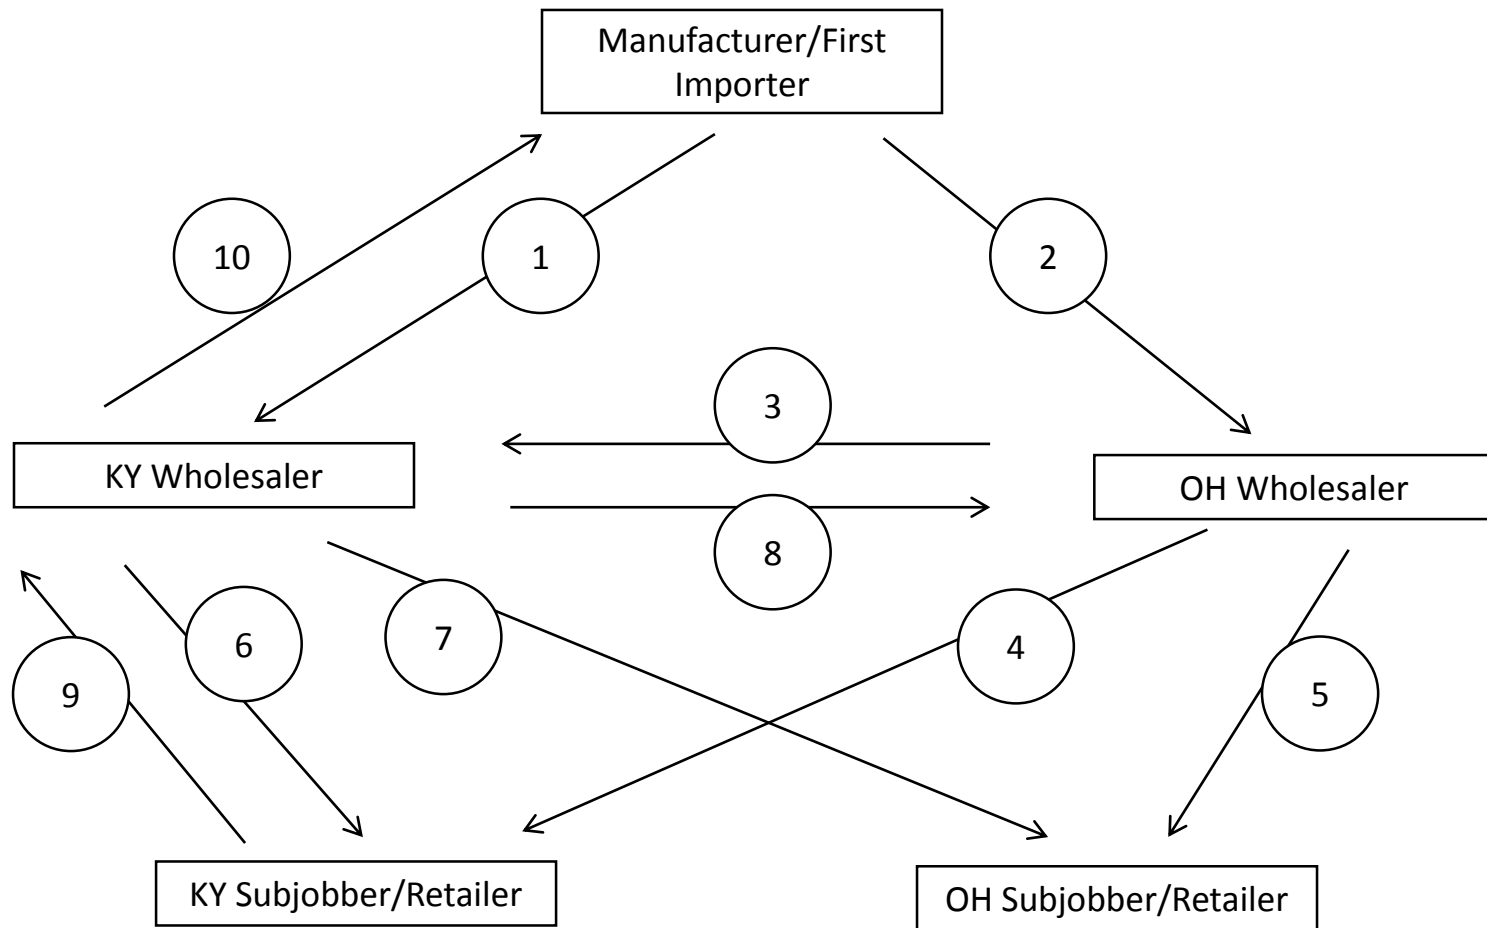 Manufacturer/First
Importer
10
1
2
3
KY Wholesaler
OH Wholesaler
8
6
7
4
9
5
KY Subjobber/Retailer
OH Subjobber/Retailer